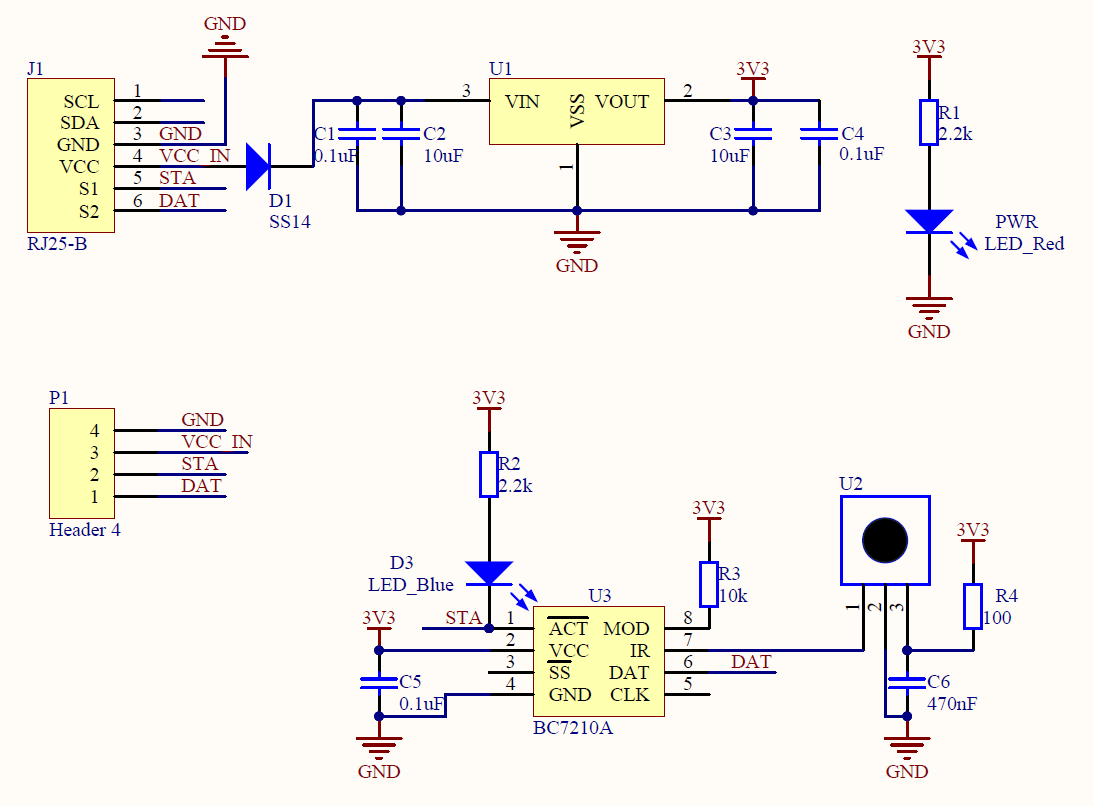 GND
J1
SCL 1
SDA 2
GND 3 GND
VCC 4 VCC_IN
S1 5 STA
S2 6 DAT
RJ25-B
D1
SS14
C1
0.1uF
C2
10uF
U1
3 VIN VSS VOUT 2
1
GND
3V3
C3
10uF
C4
0.1uF
3V3
R1
2.2k
PWR
LED_Red
GND
P1
4 GND
3 VCC_IN
2 STA
1 DAT
Header 4
3V3
R2
2.2k
D3
LED_Blue
3V3
C5
0.1uF
GND
U3
STA 1 ACT MOD 8
2 VCC IR 7
3 SS DAT 6 DAT
4 GND CLK 5
BC7210A
3V3
R3
10k
U2
1 2 3
3V3
R4
100
C6
470nF
GND